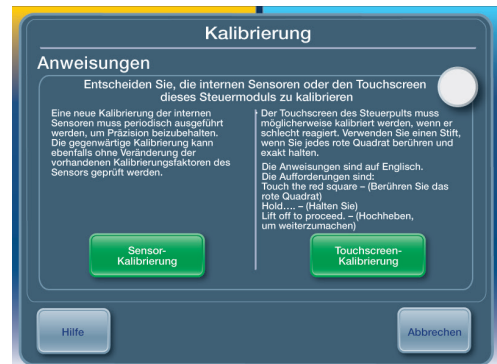 Kalibrierung
Anweisungen
Entscheiden Sie, die internen Sensoren oder den Touchscreen
dieses Steuermoduls zu kalibrieren
Eine neue Kalibrierung der internen
Sensoren muss periodisch ausgeführt
werden, um Präzision beizubehalten.
Die gegenwärtige Kalibrierung kann
ebenfalls ohne Veränderung der
vorhandenen Kalibrierungsfaktoren des
Sensors geprüft werden.
Der Touchscreen des Steuerpults muss
möglicherweise kalibriert werden, wenn er
schlecht reagiert. Verwenden Sie einen Stift,
wenn Sie jedes rote Quadrat berühren und
exakt halten.
Die Anweisungen sind auf Englisch.
Die Aufforderungen sind:
Touch the red square – (Berühren Sie das
rote Quadrat)
Hold.... – (Halten Sie)
Lift off to proceed. – (Hochheben,
um weiterzumachen)
Sensor-
Kalibrierung
Touchscreen-
Kalibrierung
Hilfe
Abbrechen